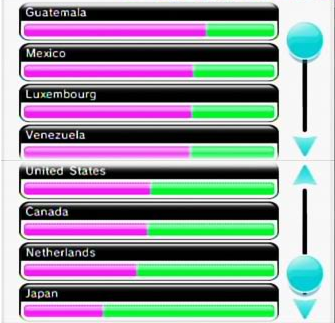 Guatemala
Mexico
Luxembourg
Venezuela
United States
Canada
Netherlands
Japan